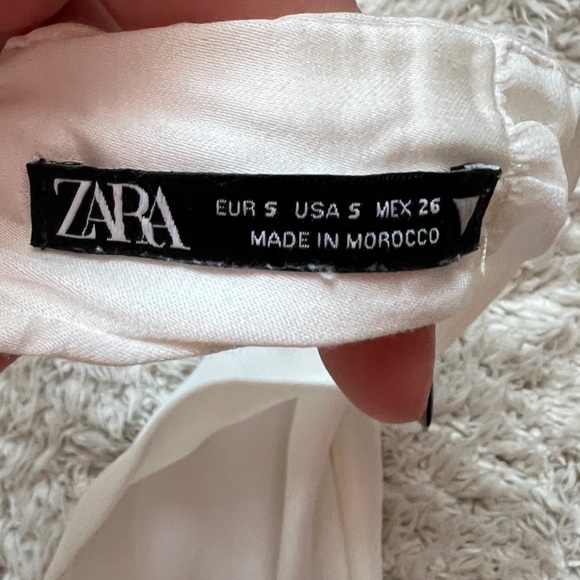 ZARA
EUR S USA S MEX 26
MADE IN MOROCCO